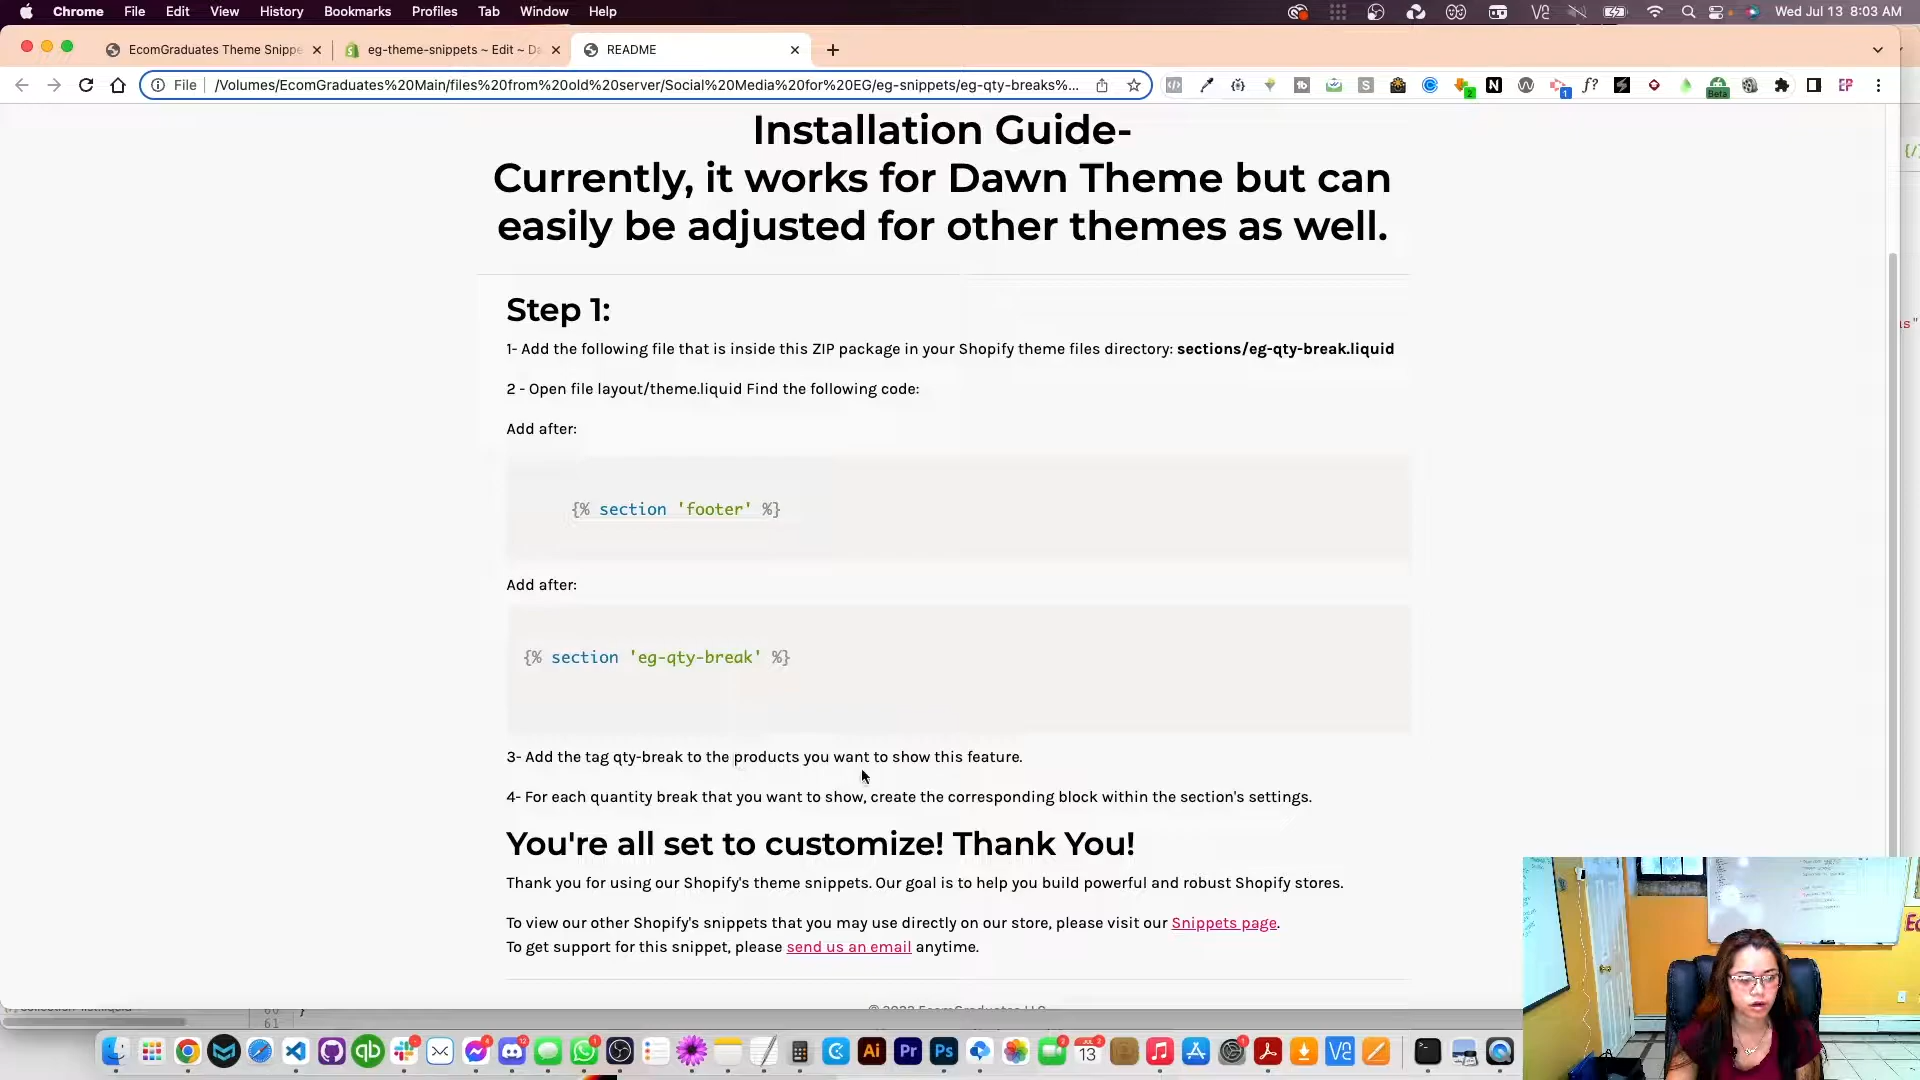 Chrome File Edit View History Bookmarks Profiles Tab Window Help
Wed Jul 13 8:03 AM
EcomGraduates Theme Snippe
eg-theme-snippets ~ Edit ~ Da
README
File /Volumes/EcomGraduates%20Main/files%20from%20old%20server/Social%20Media%20for%20EG/eg-snippets/eg-qty-breaks%...
Installation Guide-
Currently, it works for Dawn Theme but can
easily be adjusted for other themes as well.
Step 1:
1- Add the following file that is inside this ZIP package in your Shopify theme files directory: sections/eg-qty-break.liquid
2 - Open file layout/theme.liquid Find the following code:
Add after:
{% section 'footer' %}
Add after:
{% section 'eg-qty-break' %}
3- Add the tag qty-break to the products you want to show this feature.
4- For each quantity break that you want to show, create the corresponding block within the section's settings.
You're all set to customize! Thank You!
Thank you for using our Shopify's theme snippets. Our goal is to help you build powerful and robust Shopify stores.
To view our other Shopify's snippets that you may use directly on our store, please visit our Snippets page.
To get support for this snippet, please send us an email anytime.
61